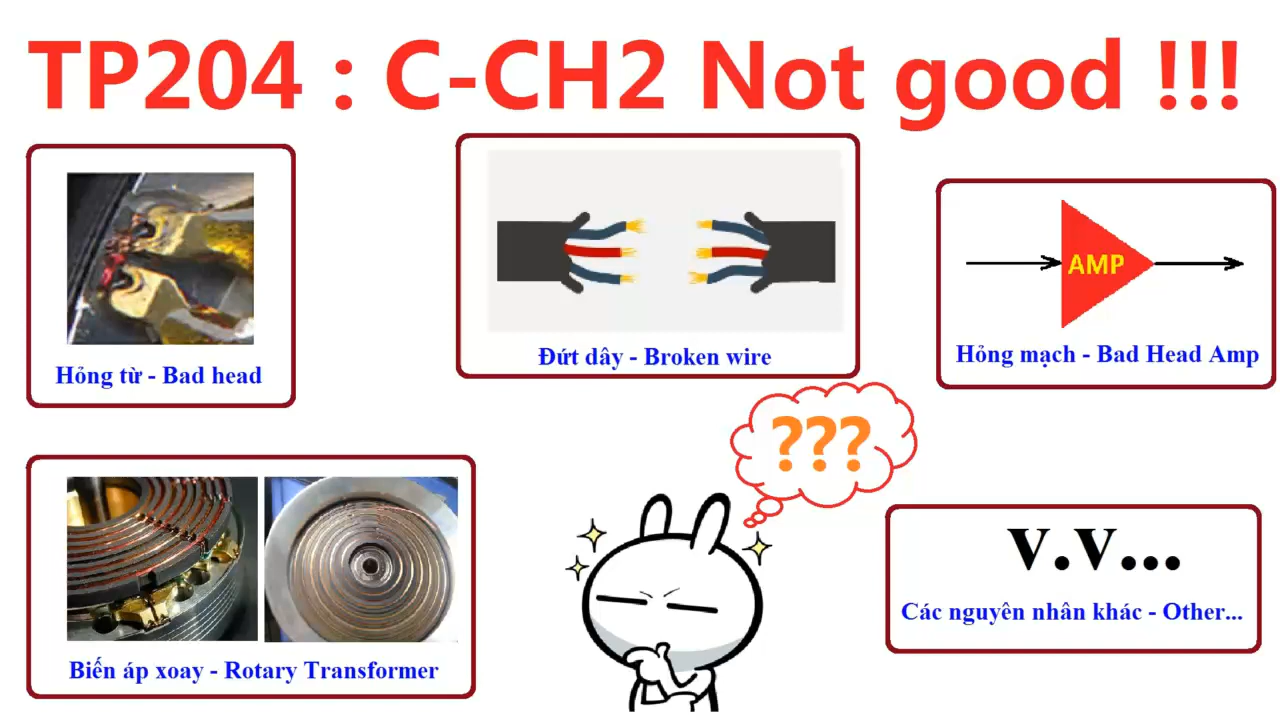 TP204 : C-CH2 Not good !!!
Hỏng từ - Bad head
Đứt dây - Broken wire
AMP
Hỏng mạch - Bad Head Amp
???
Biến áp xoay - Rotary Transformer
v.v...
Các nguyên nhân khác - Other...